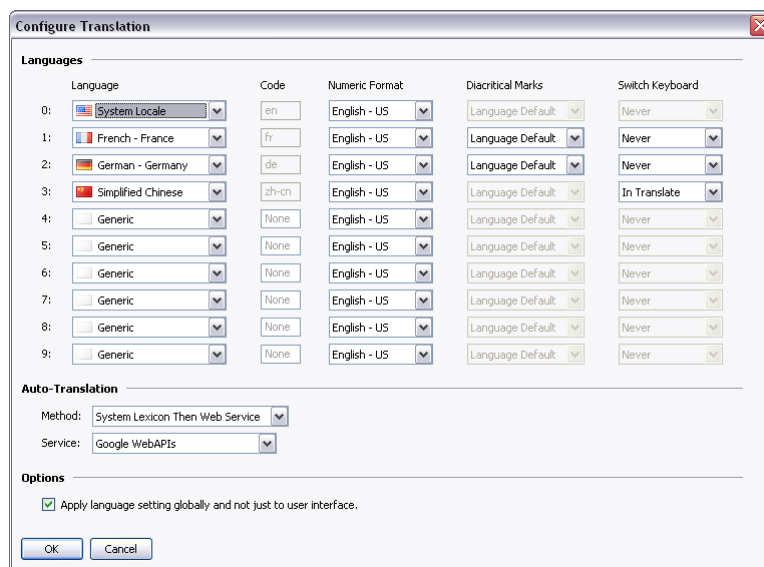 Configure Translation
Languages
Language Code Numeric Format Diacritical Marks Switch Keyboard
0: System Locale en English - US Language Default Never
1: French - France fr English - US Language Default Never
2: German - Germany de English - US Language Default Never
3: Simplified Chinese zh-cn English - US Language Default In Translate
4: Generic None English - US Language Default Never
5: Generic None English - US Language Default Never
6: Generic None English - US Language Default Never
7: Generic None English - US Language Default Never
8: Generic None English - US Language Default Never
9: Generic None English - US Language Default Never
Auto-Translation
Method: System Lexicon Then Web Service
Service: Google WebAPIs
Options
Apply language setting globally and not just to user interface.
OK Cancel